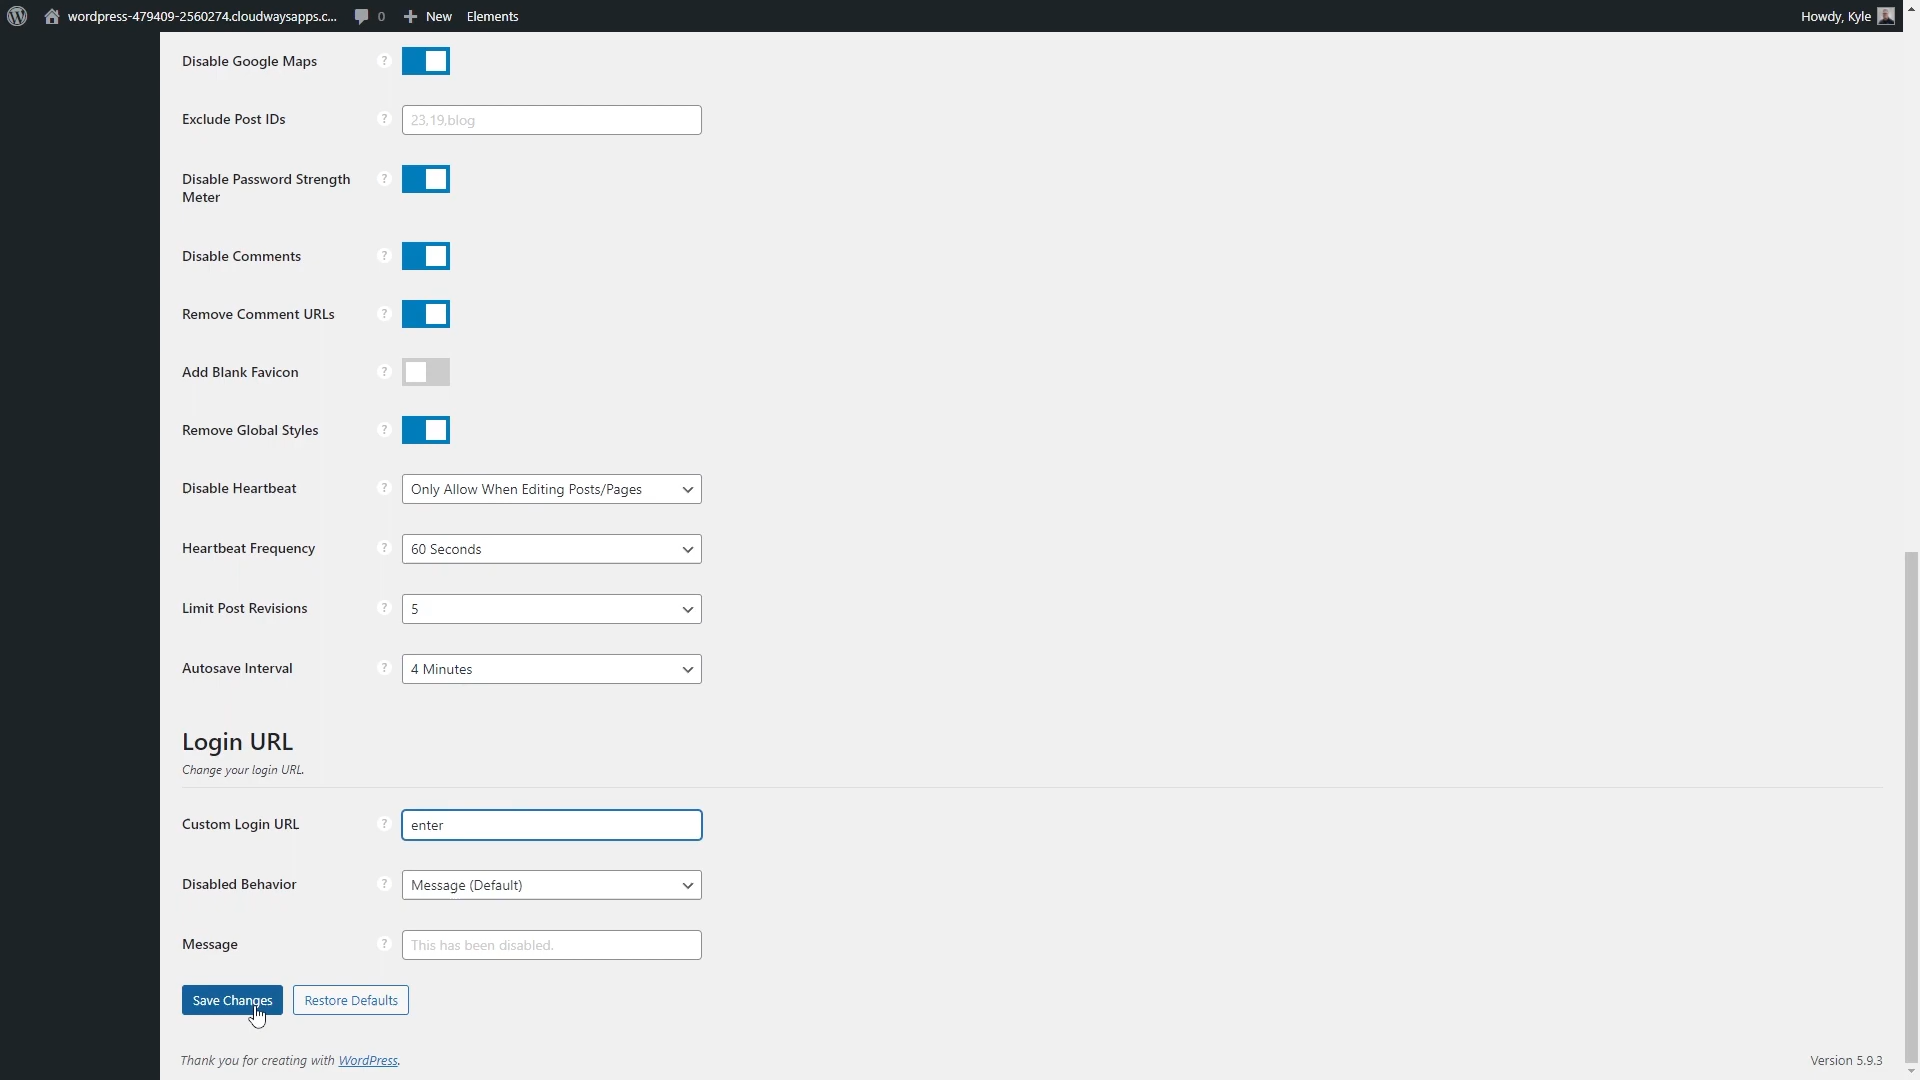 wordpress-479409-2560274.cloudwaysapps.c... 0 New Elements Howdy, Kyle
Disable Google Maps ?
Exclude Post IDs ? 23,19,blog
Disable Password Strength ?
Meter
Disable Comments ?
Remove Comment URLs ?
Add Blank Favicon ?
Remove Global Styles ?
Disable Heartbeat ? Only Allow When Editing Posts/Pages
Heartbeat Frequency ? 60 Seconds
Limit Post Revisions ? 5
Autosave Interval ? 4 Minutes
Login URL
Change your login URL.
Custom Login URL ? enter
Disabled Behavior ? Message (Default)
Message ? This has been disabled.
Save Changes Restore Defaults
Thank you for creating with WordPress. Version 5.9.3